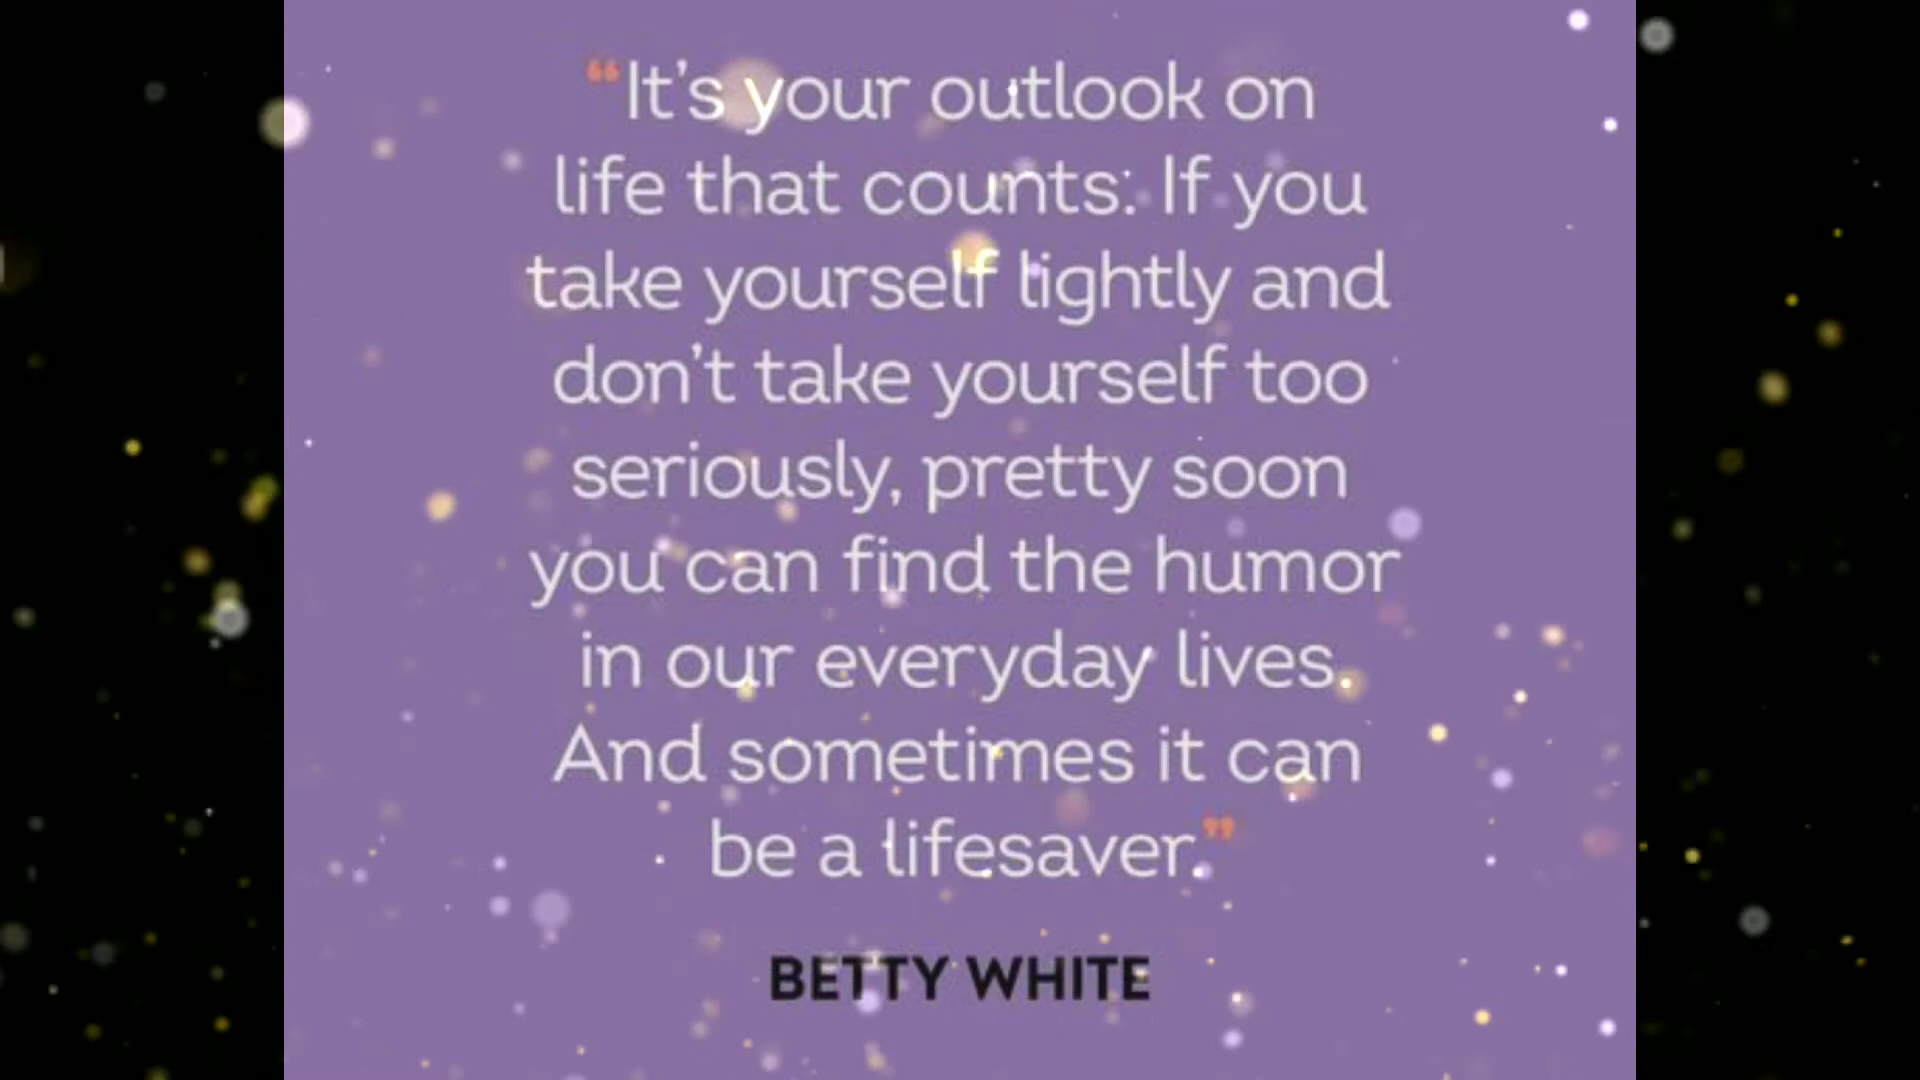 “It's your outlook on
life that counts. If you
take yourself lightly and
don't take yourself too
seriously, pretty soon
you can find the humor
in our everyday lives.
And sometimes it can
be a lifesaver.”
BETTY WHITE